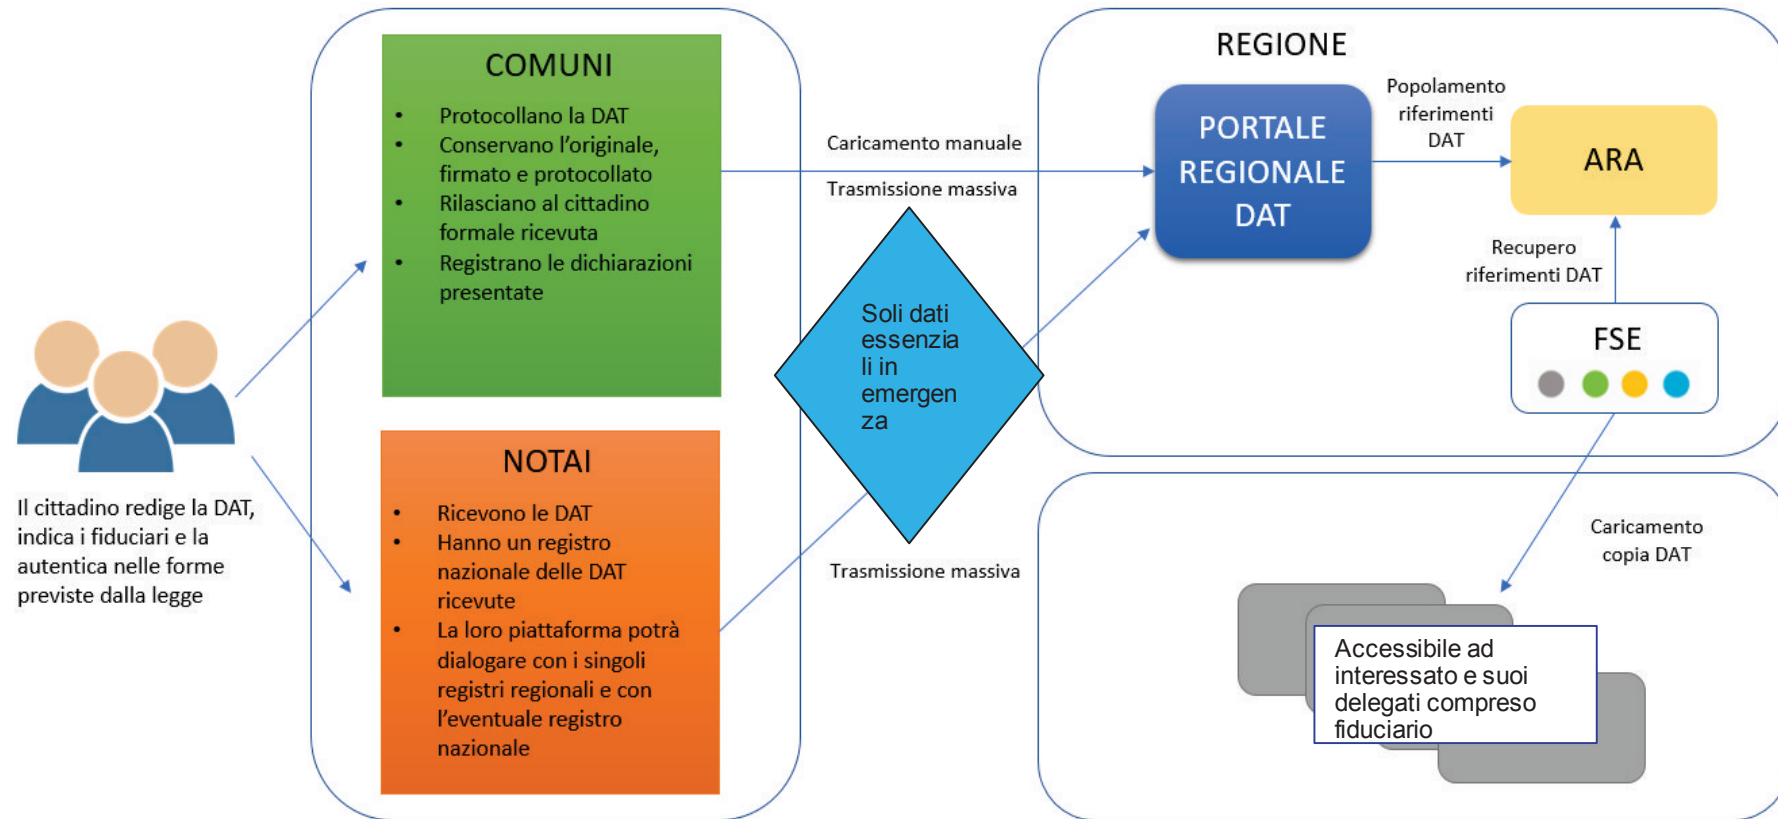 Il cittadino redige la DAT,
indica i fiduciari e la
autentica nelle forme
previste dalla legge
COMUNI
• Protocollano la DAT
• Conservano l'originale,
firmato e protocollato
• Rilasciano al cittadino
formale ricevuta
• Registrano le dichiarazioni
presentate
NOTAI
• Ricevono le DAT
• Hanno un registro
nazionale delle DAT
ricevute
• La loro piattaforma potrà
dialogare con i singoli
registri regionali e con
l'eventuale registro
nazionale
Caricamento manuale
Trasmissione massiva
Soli dati
essenzia
li in
emergen
za
Trasmissione massiva
REGIONE
PORTALE
REGIONALE
DAT
Popolamento
riferimenti
DAT
ARA
Recupero
riferimenti DAT
FSE
Caricamento
copia DAT
Accessibile ad
interessato e suoi
delegati compreso
fiduciario